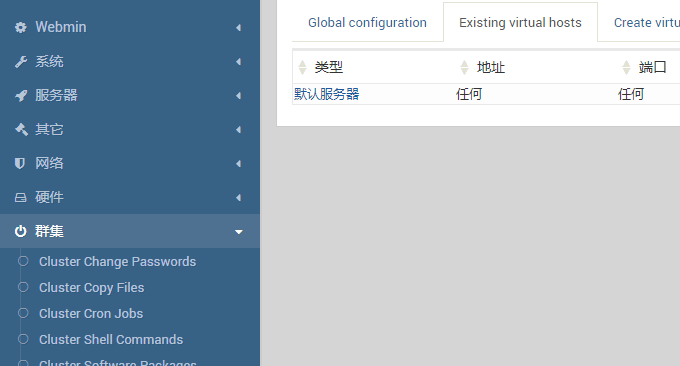 Webmin
系统
服务器
其它
网络
硬件
群集
Cluster Change Passwords
Cluster Copy Files
Cluster Cron Jobs
Cluster Shell Commands
Cluster Software Packages
Global configuration
Existing virtual hosts
Create virtu
类型 地址 端口
默认服务器 任何 任何